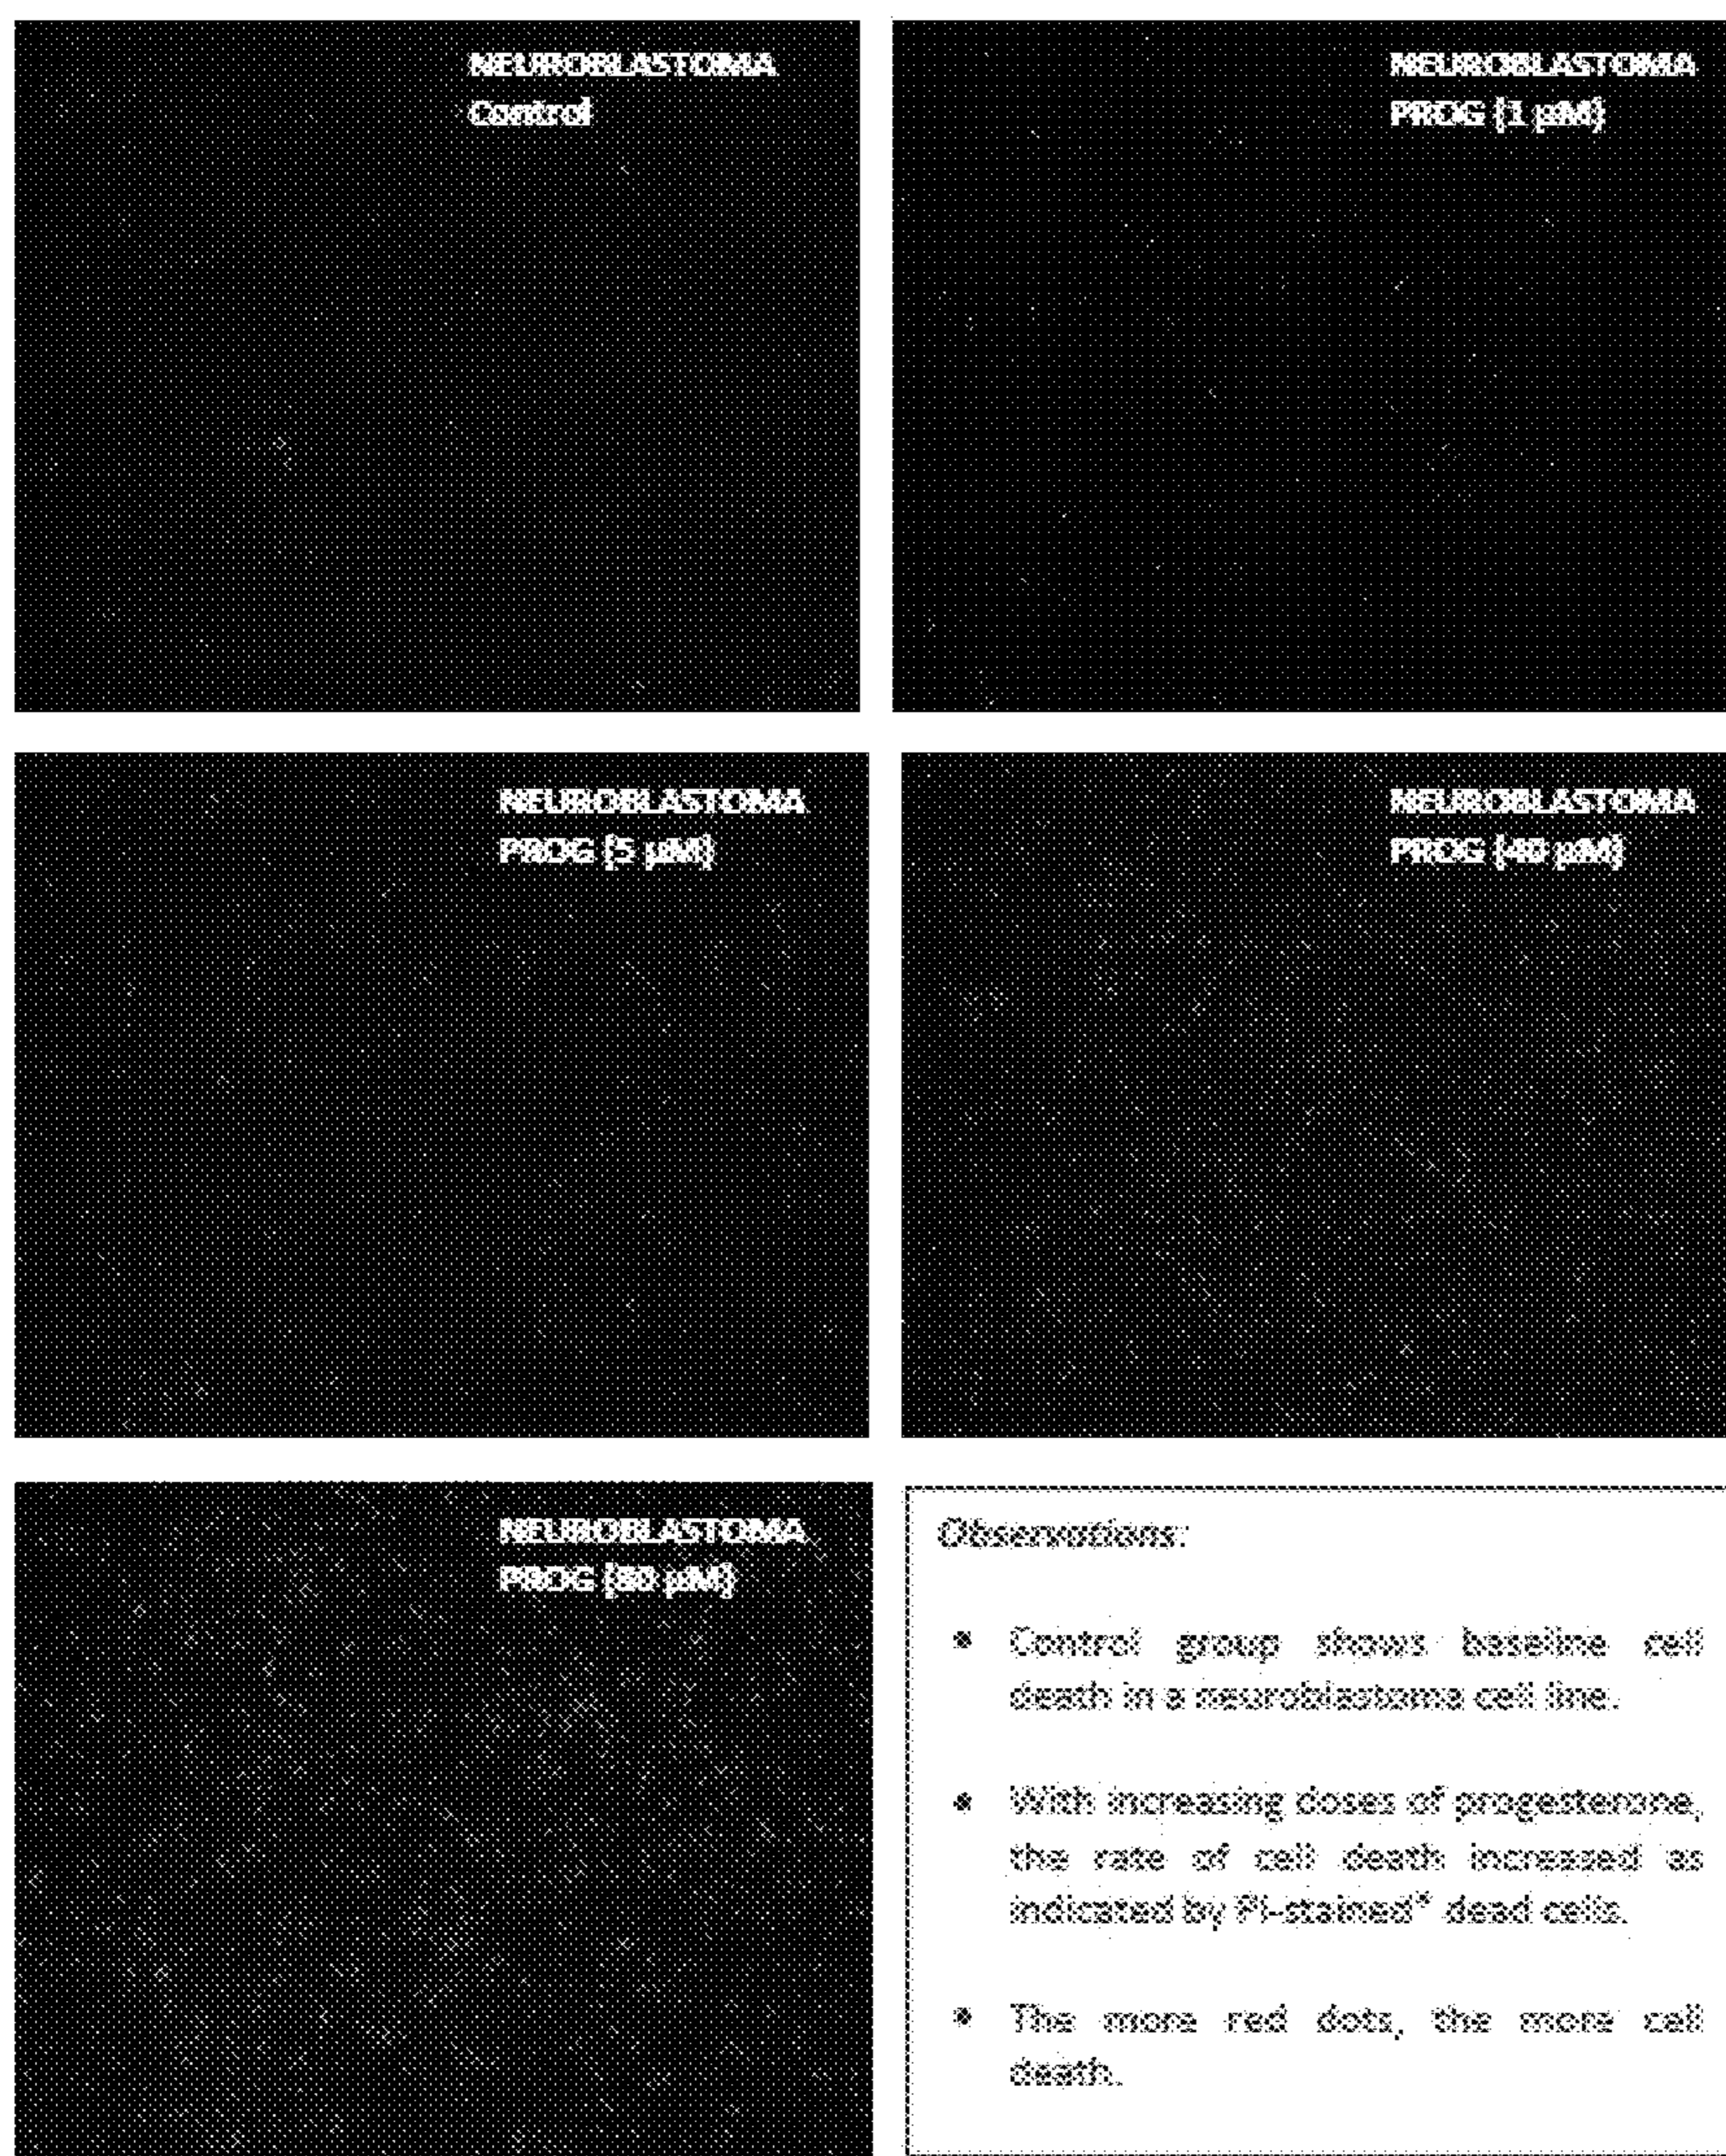 NEUROBLASTOMA
Control
NEUROBLASTOMA
PROG (1 µM)
NEUROBLASTOMA
PROG (5 µM)
NEUROBLASTOMA
PROG (40 µM)
NEUROBLASTOMA
PROG (80 µM)
Observations:
• Control group shows baseline cell
death in a neuroblastoma cell line.
• With increasing doses of progesterone,
the rate of cell death increased as
indicated by PI-stained⁺ dead cells.
• The more red dots, the more cell
death.